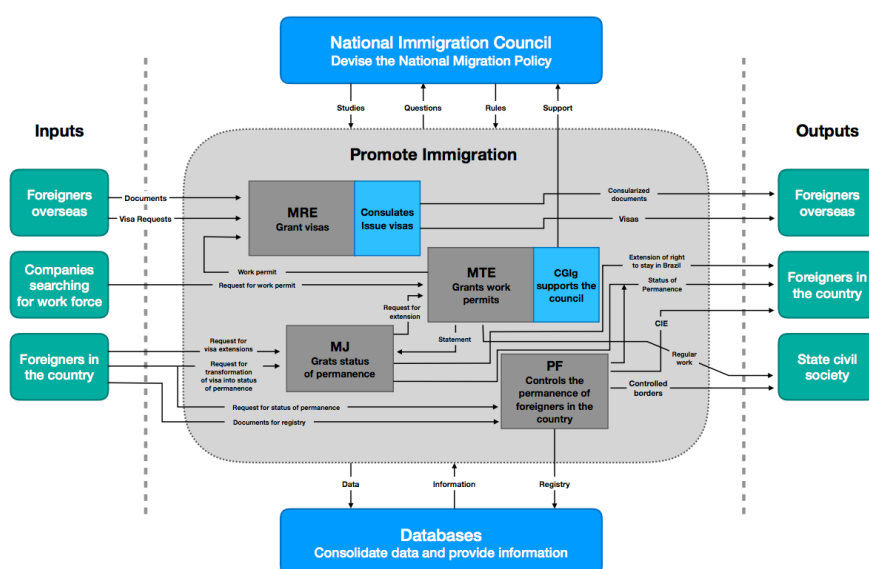 National Immigration Council
Devise the National Migration Policy
Studies
Questions
Rules
Support
Inputs
Outputs
Promote Immigration
Foreigners
overseas
Documents
Visa Requests
MRE
Grant visas
Consulates
Issue visas
Consularized
documents
Visas
Foreigners
overseas
Companies
searching
for work force
Work permit
Request for work permit
MTE
Grants work
permits
CGIg
supports the
council
Extension of right
to stay in Brazil
Status of
Permanence
Foreigners in
the country
Request for
extension
Statement
CIE
Foreigners in
the country
Request for
visa extensions
Request for
transformation
of visa into status of
permanence
MJ
Grats status
of permanence
PF
Controls the
permanence of
foreigners in the
country
Regular
work
Controlled
borders
State civil
society
Request for status of permanence
Documents for registry
Data
Information
Registry
Databases
Consolidate data and provide information